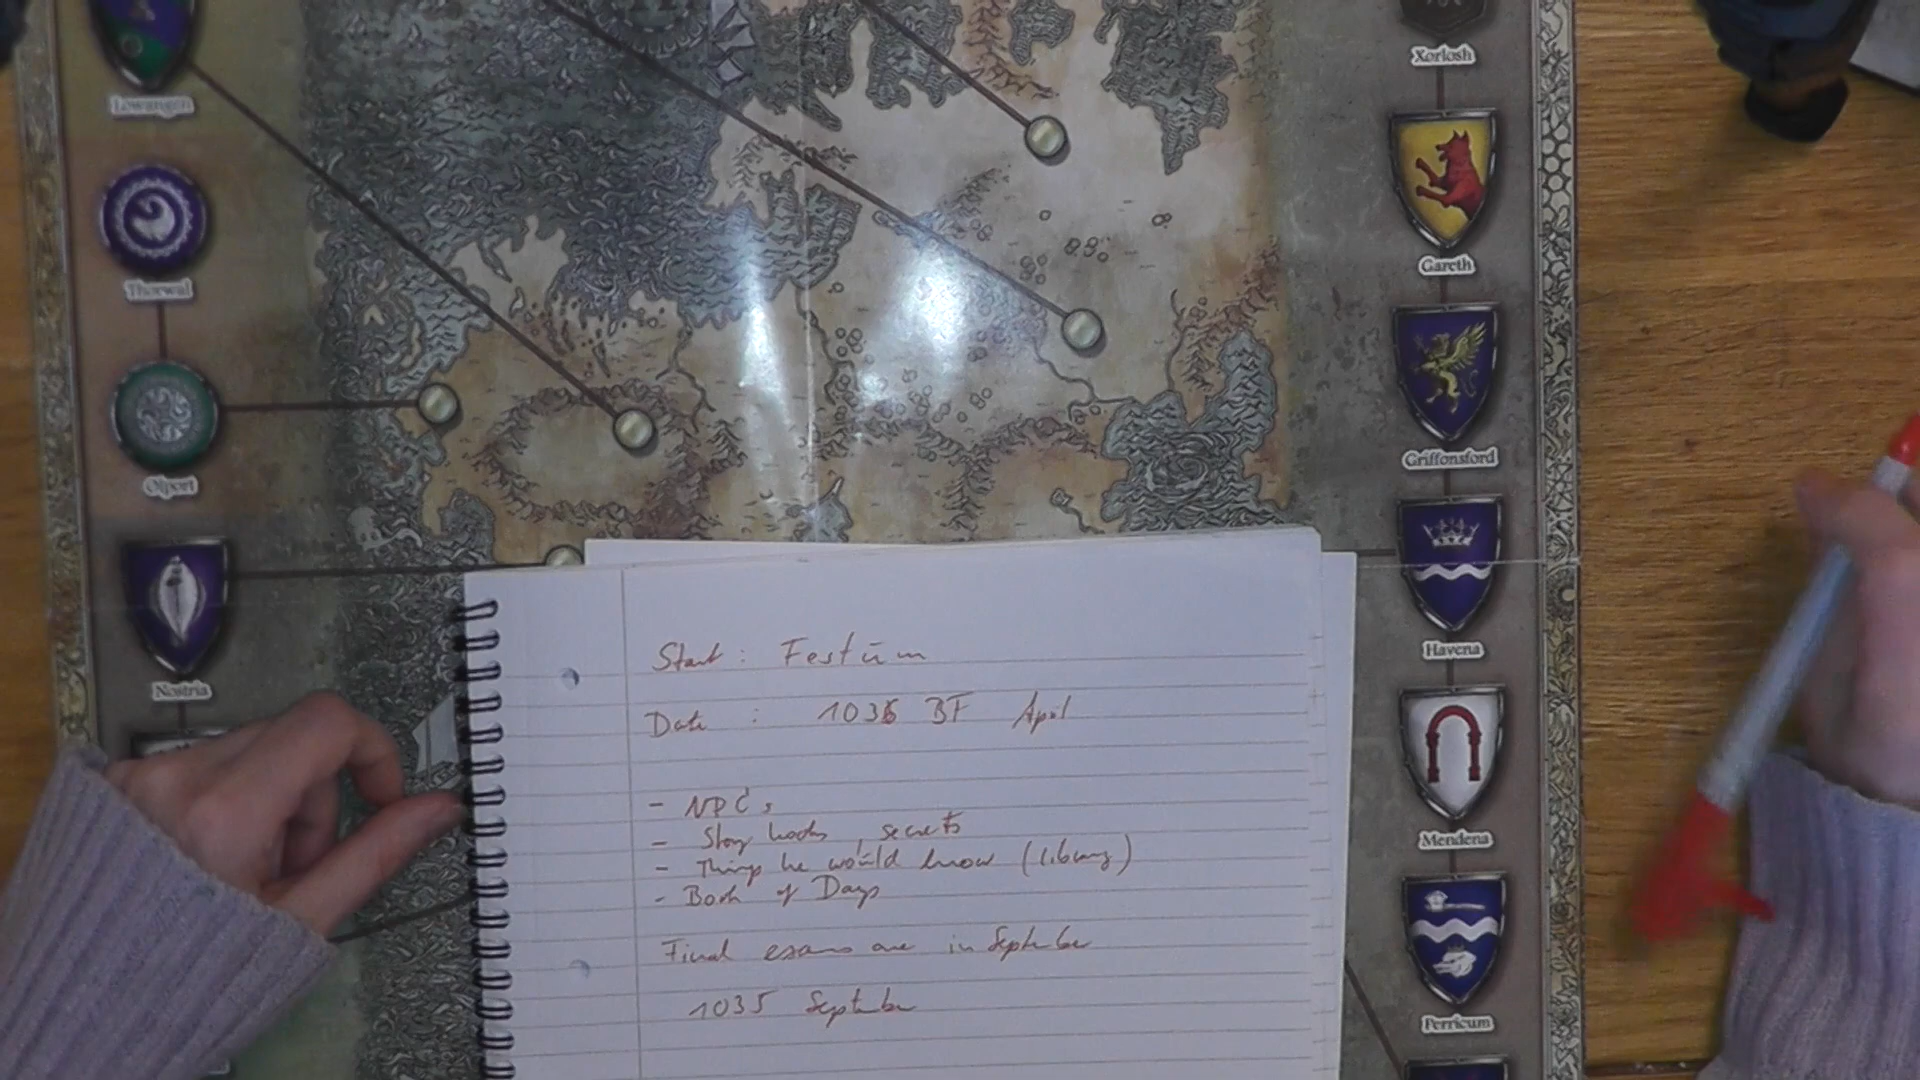 Lowangen
Thorwal
Olport
Nostria
Xorlosh
Gareth
Griffonsford
Havena
Mendena
Perricum
Start : Festum
Date : 1036 BF April
- NPCs
- Story hooks, secrets
- Things he would know (library)
- Book of Days
Final exams are in September
1035 September